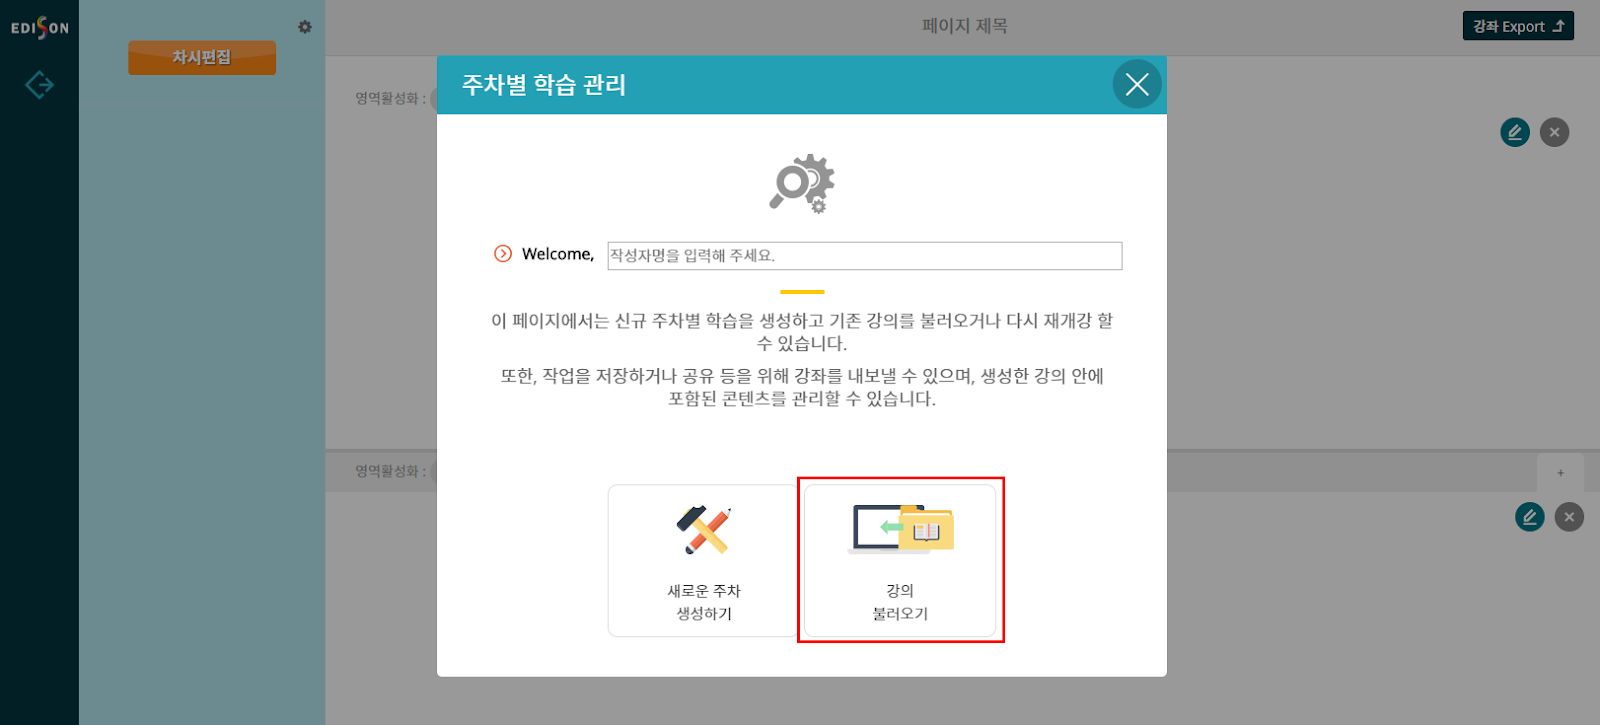 EDISON
차시편집
페이지 제목
강좌 Export
영역활성화 :
주차별 학습 관리
Welcome,
작성자명을 입력해 주세요.
이 페이지에서는 신규 주차별 학습을 생성하고 기존 강의를 불러오거나 다시 재개강 할
수 있습니다.
또한, 작업을 저장하거나 공유 등을 위해 강좌를 내보낼 수 있으며, 생성한 강의 안에
포함된 콘텐츠를 관리할 수 있습니다.
영역활성화 :
+
새로운 주차
생성하기
강의
불러오기